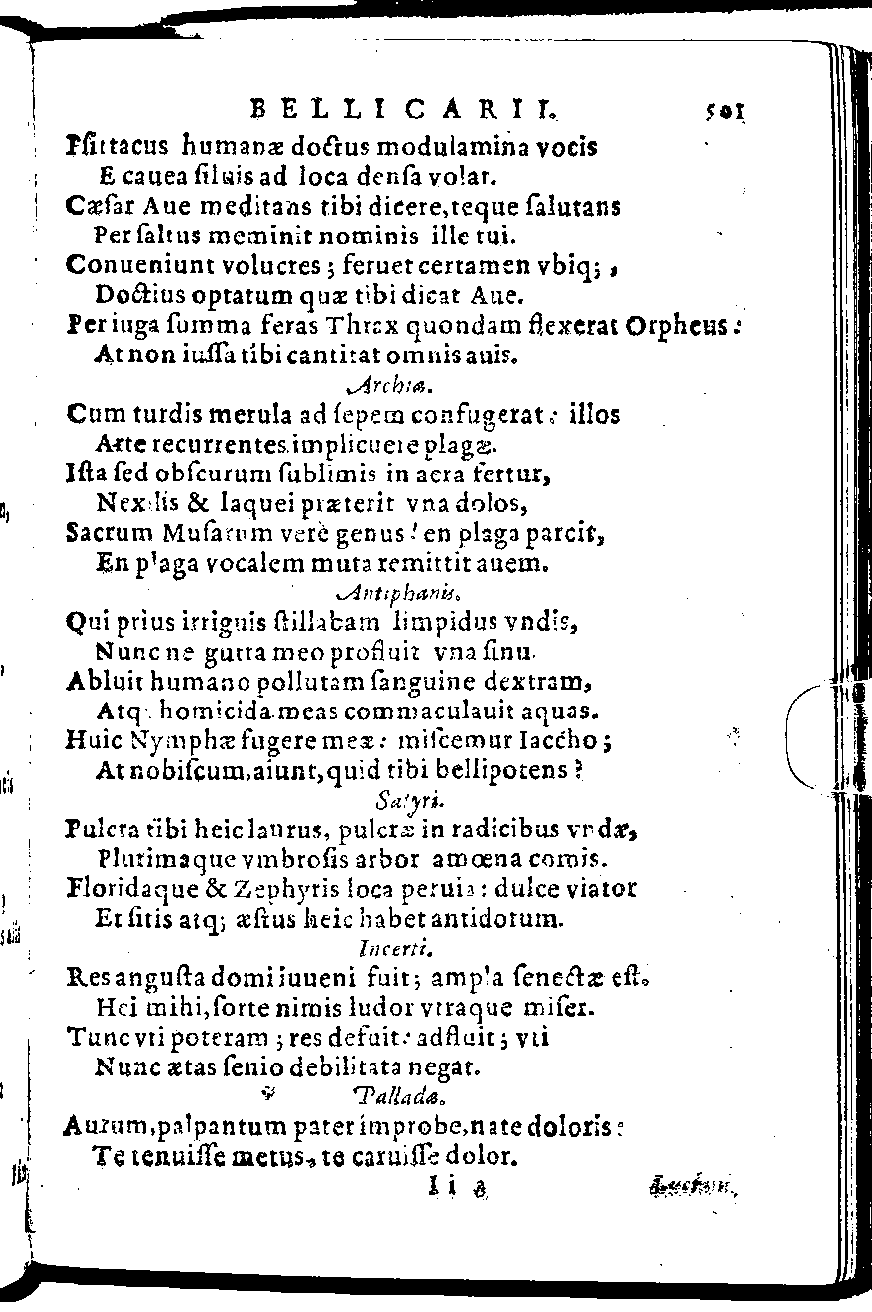 BELLICARII. 501
Pſittacus humanæ doctus modulamina vocis
E cauea ſiluis ad loca denſa volat.
Cæſar Aue meditans tibi dicere, teque ſalutans
Per ſaltus meminit nominis ille tui.
Conueniunt volucres; feruet certamen vbiq; ,
Doctius optatum quæ tibi dicat Aue.
Per iuga ſumma feras Thrax quondam flexerat Orpheus:
At non iuſſa tibi cantitat omnis auis.
Archiæ.
Cum turdis merula ad ſepem confugerat: illos
Arte recurrentes implicuere plagæ.
Iſta ſed obſcurum ſublimis in aera fertur,
Nexilis & laquei præterit vna dolos,
Sacrum Muſarum verè genus! en plaga parcit,
En plaga vocalem muta remittit auem.
Antiphanis.
Qui prius irriguis ſtillabam limpidus vndis,
Nunc ne gutta meo profluit vna ſinu.
Abluit humano pollutam ſanguine dextram,
Atq; homicida meas commaculauit aquas.
Huic Nymphæ fugere meæ: miſcemur Iaccho;
At nobiſcum, aiunt, quid tibi bellipotens?
Satyri.
Pulcra tibi heic laurus, pulcræ in radicibus vndæ,
Plurimaque vmbroſis arbor amœna comis.
Floridaque & Zephyris loca peruia: dulce viator
Et ſitis atq; æſtus heic habet antidotum.
Incerti.
Res anguſta domi iuueni fuit; ampla ſenectæ eſt.
Hei mihi, ſorte nimis ludor vtraque miſer.
Tunc vti poteram; res defuit: adfluit; vti
Nunc ætas ſenio debilitata negat.
Palladæ.
Aurum, palpantum pater improbe, nate doloris:
Te tenuiſſe metus, te caruiſſe dolor.
Ii